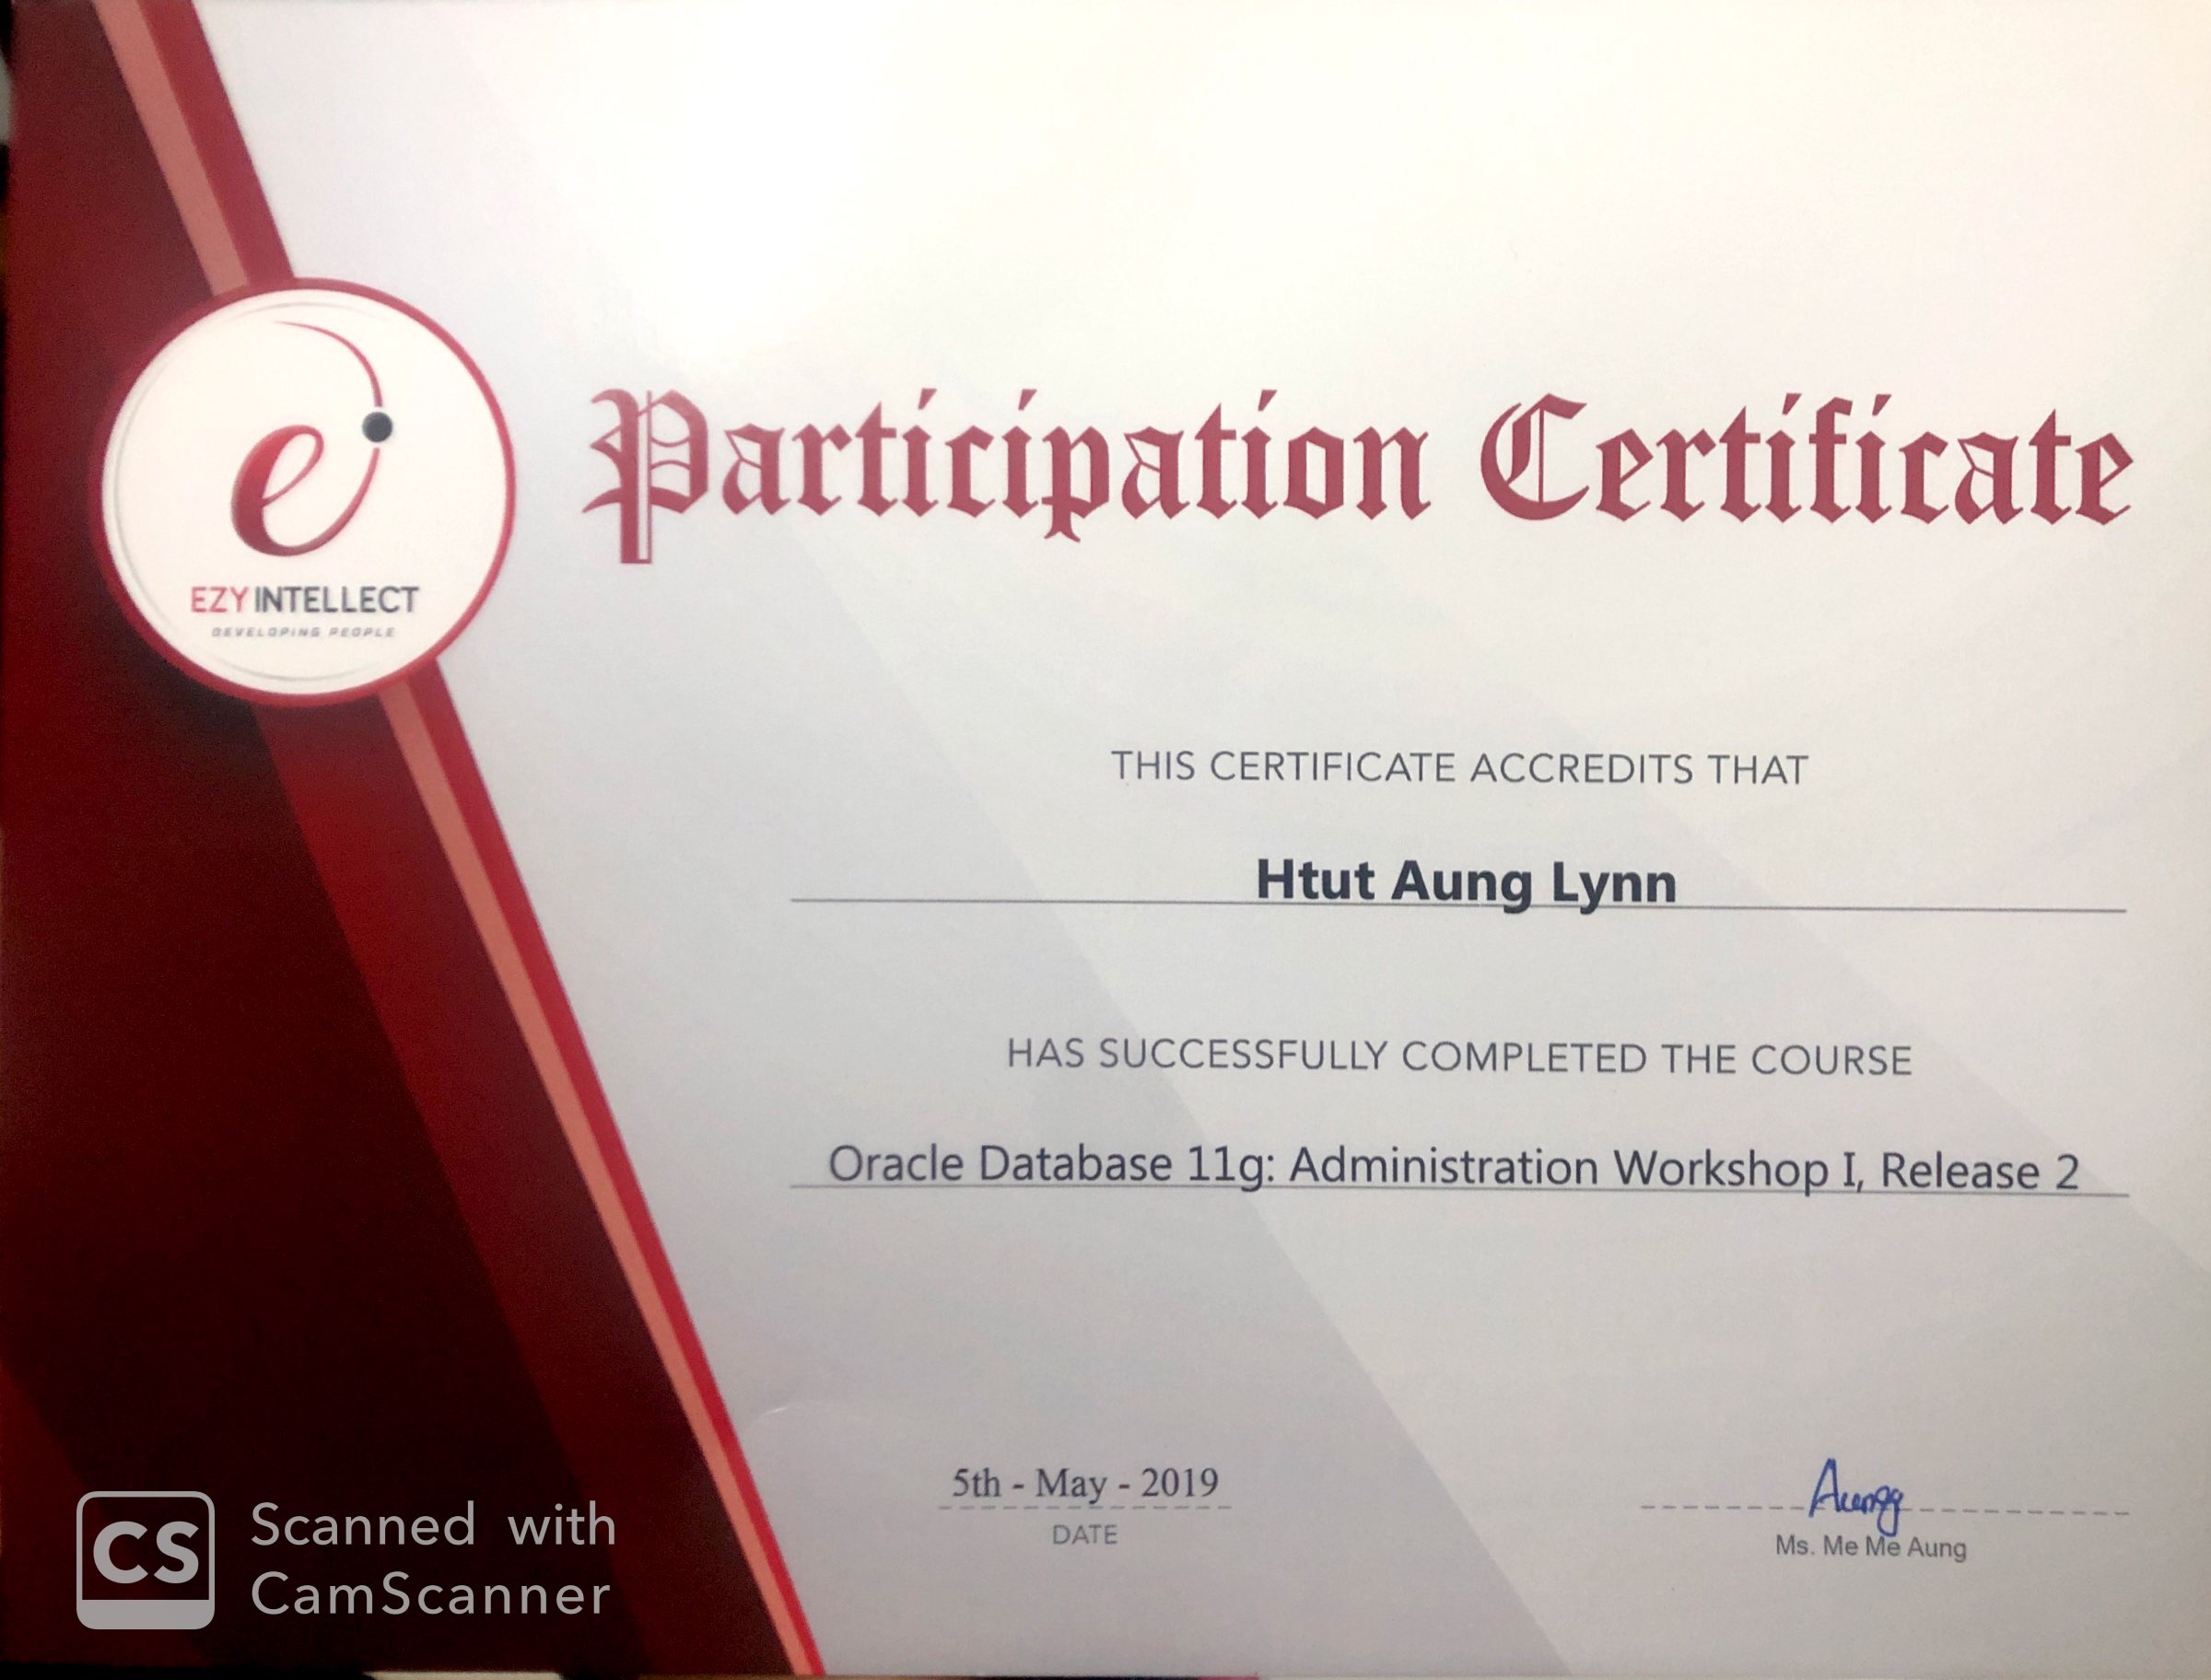 Participation Certificate
EZY INTELLECT
DEVELOPING PEOPLE
THIS CERTIFICATE ACCREDITS THAT
Htut Aung Lynn
HAS SUCCESSFULLY COMPLETED THE COURSE
Oracle Database 11g: Administration Workshop I, Release 2
5th - May - 2019
DATE
Aungg
Ms. Me Me Aung
CS
Scanned with
CamScanner